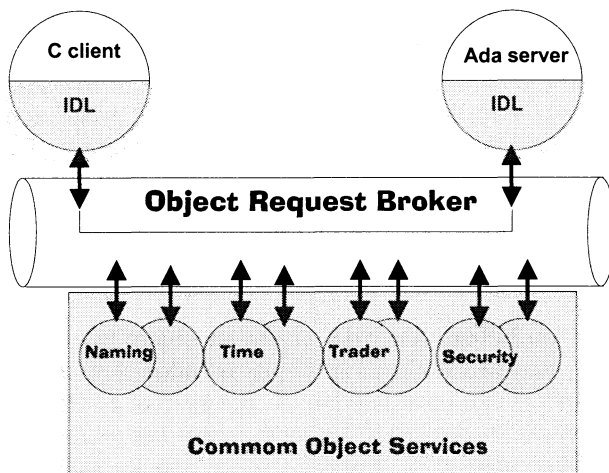 C client
Ada server
IDL
IDL
Object Request Broker
Naming
Time
Trader
Security
Commom Object Services